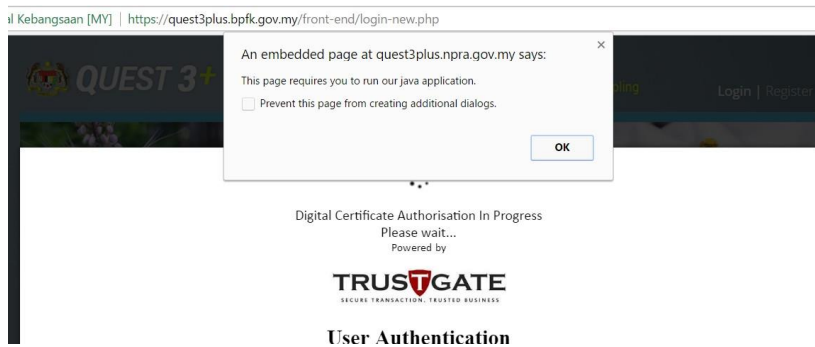 al Kebangsaan [MY] | https://quest3plus.bpfk.gov.my/front-end/login-new.php
An embedded page at quest3plus.npra.gov.my says:
This page requires you to run our java application.
Prevent this page from creating additional dialogs.
OK
QUEST 3+
Login | Register
Digital Certificate Authorisation In Progress
Please wait...
Powered by
TRUSTGATE
SECURE TRANSACTION, TRUSTED BUSINESS
User Authentication